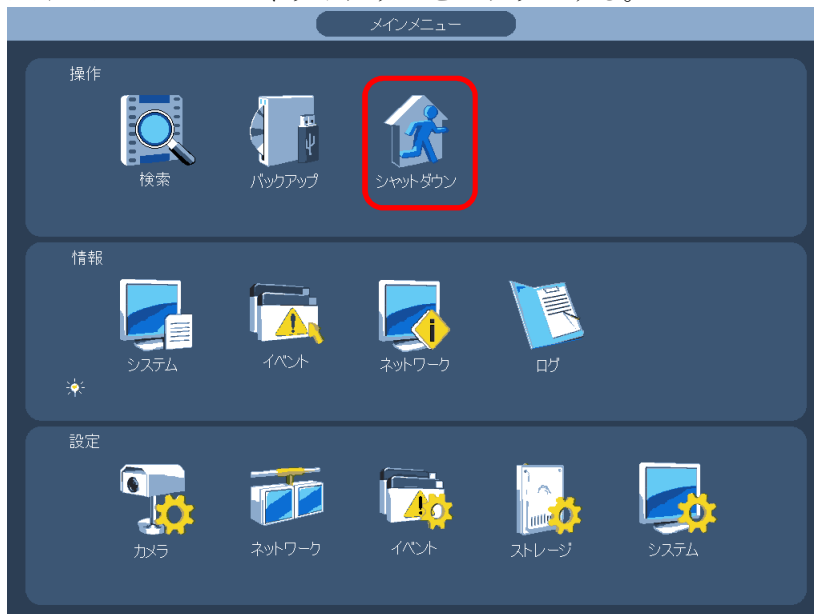 メインメニュー
操作
検索
バックアップ
シャットダウン
情報
システム
イベント
ネットワーク
ログ
設定
カメラ
ネットワーク
イベント
ストレージ
システム